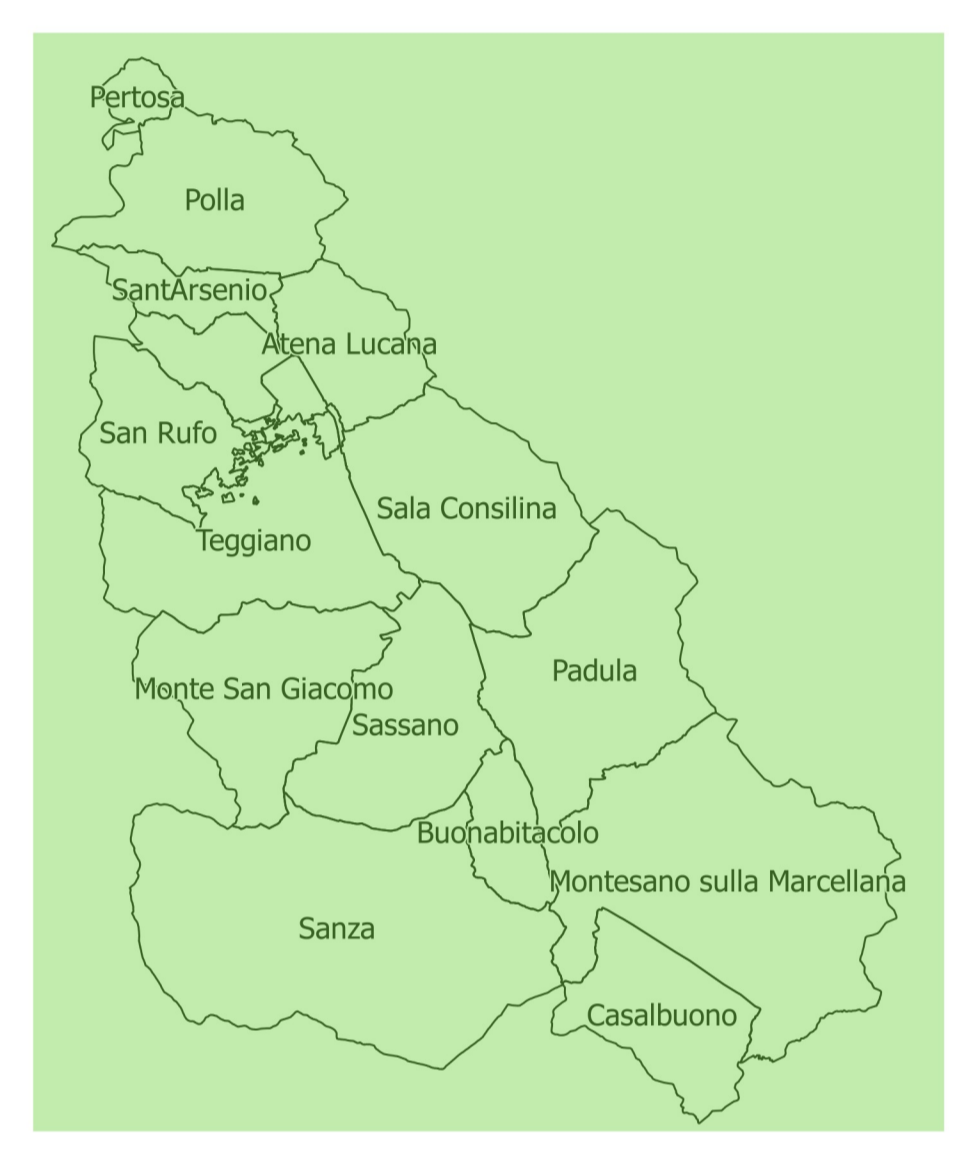 Pertosa
Polla
SantArsenio
Atena Lucana
San Rufo
Sala Consilina
Teggiano
Padula
Monte San Giacomo
Sassano
Buonabitacolo
Montesano sulla Marcellana
Sanza
Casalbuono